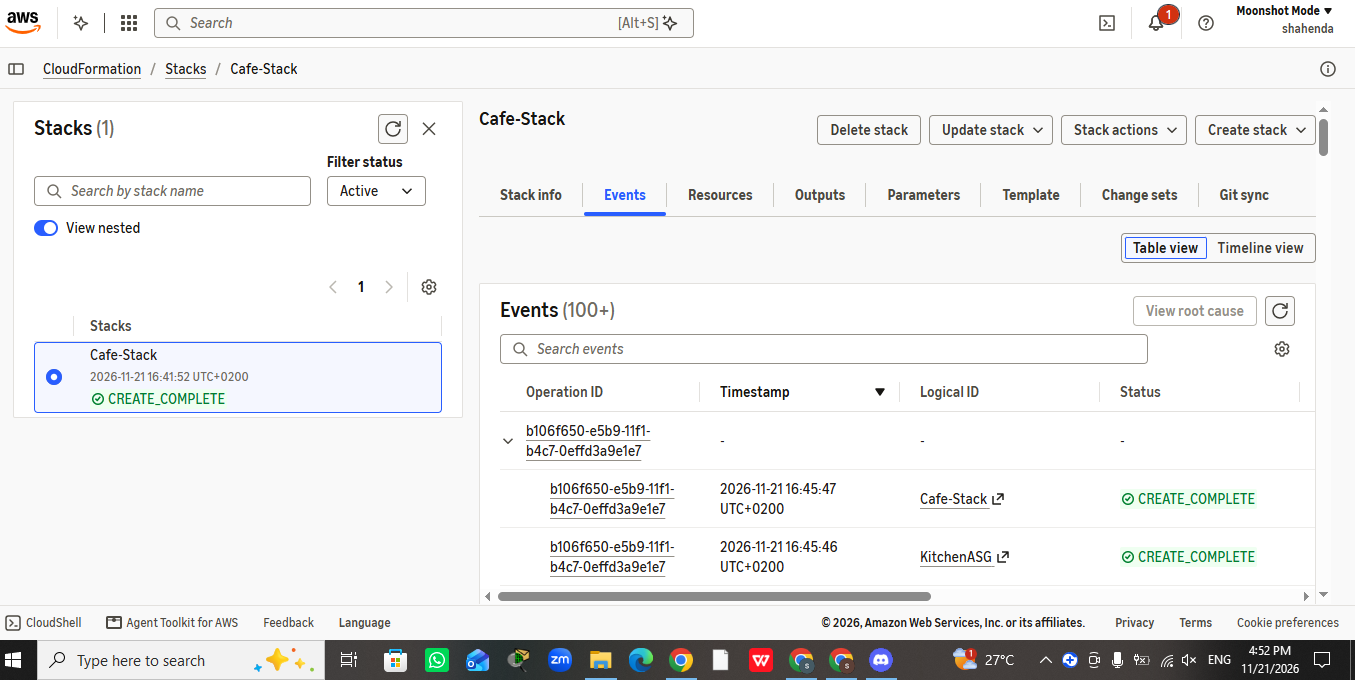 aws
Search
[Alt+S]
1
Moonshot Mode
shahenda
CloudFormation / Stacks / Cafe-Stack
Stacks (1)
Filter status
Search by stack name
Active
View nested
1
Stacks
Cafe-Stack
2026-11-21 16:41:52 UTC+0200
CREATE_COMPLETE
Cafe-Stack
Delete stack
Update stack
Stack actions
Create stack
Stack info
Events
Resources
Outputs
Parameters
Template
Change sets
Git sync
Table view
Timeline view
Events (100+)
View root cause
Search events
Operation ID
Timestamp
Logical ID
Status
b106f650-e5b9-11f1-
b4c7-0effd3a9e1e7
-
-
-
b106f650-e5b9-11f1-
b4c7-0effd3a9e1e7
2026-11-21 16:45:47
UTC+0200
Cafe-Stack
CREATE_COMPLETE
b106f650-e5b9-11f1-
b4c7-0effd3a9e1e7
2026-11-21 16:45:46
UTC+0200
KitchenASG
CREATE_COMPLETE
CloudShell
Agent Toolkit for AWS
Feedback
Language
© 2026, Amazon Web Services, Inc. or its affiliates.
Privacy
Terms
Cookie preferences
Type here to search
zm
W
S
S
1
27°C
ENG
4:52 PM
11/21/2026